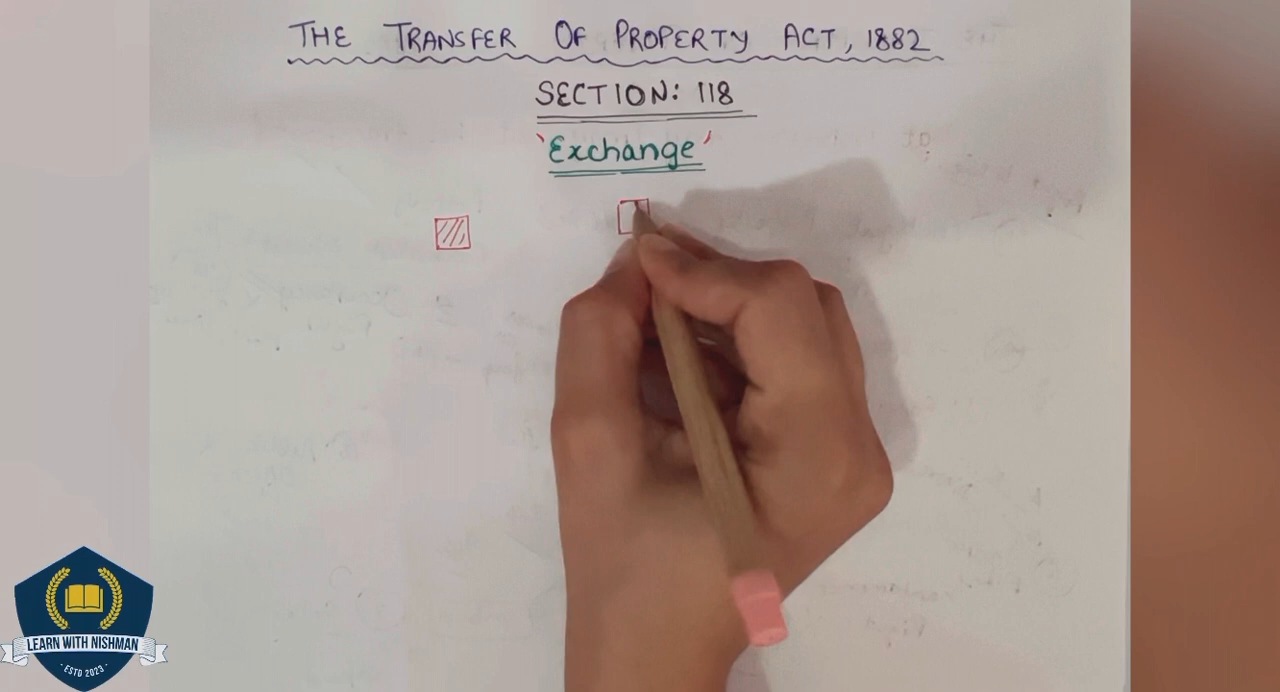 THE TRANSFER OF PROPERTY ACT, 1882
SECTION: 118
'Exchange'
LEARN WITH NISHMAN
· ESTD 2023 ·